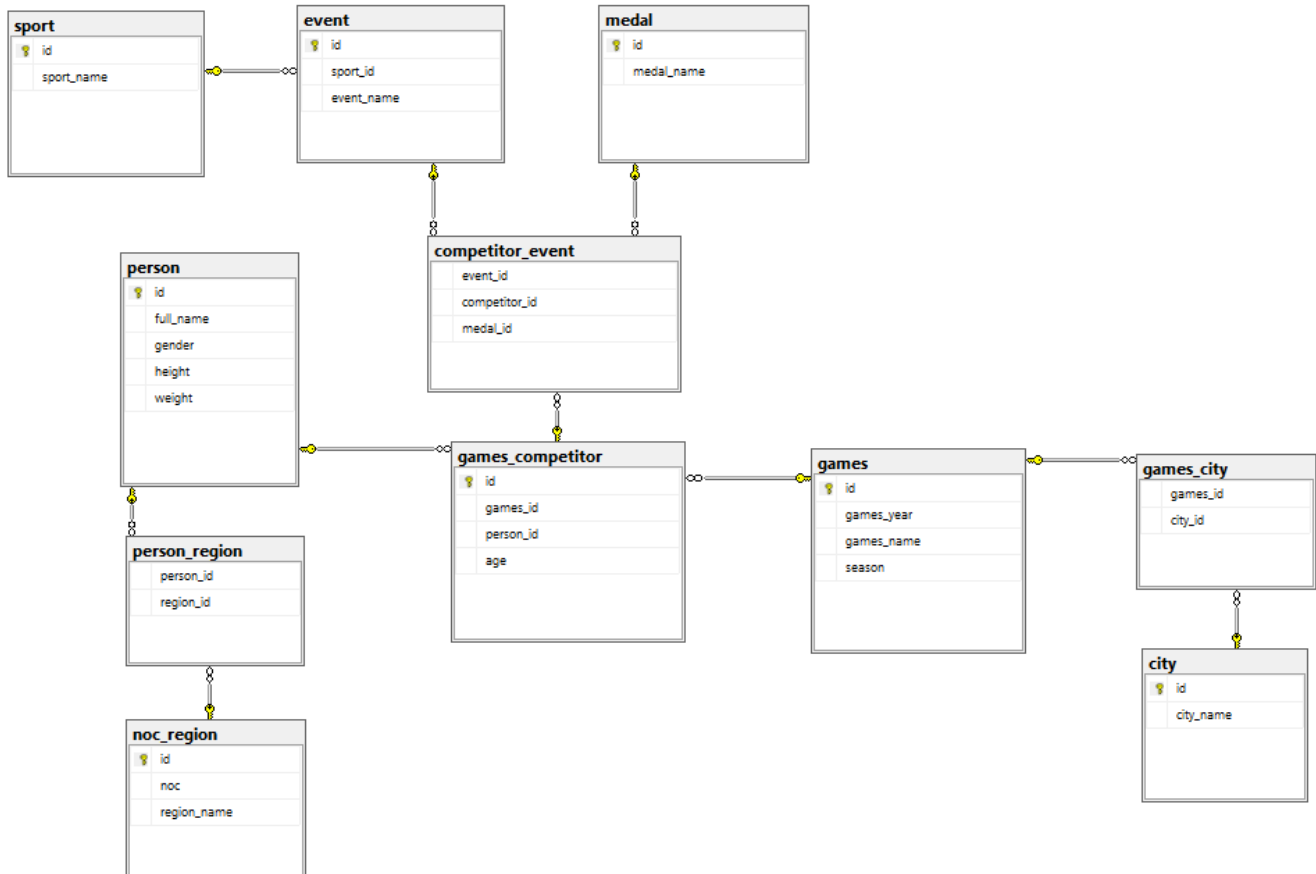 sport
id
sport_name
event
id
sport_id
event_name
medal
id
medal_name
competitor_event
event_id
competitor_id
medal_id
person
id
full_name
gender
height
weight
games_competitor
id
games_id
person_id
age
games
id
games_year
games_name
season
games_city
games_id
city_id
person_region
person_id
region_id
city
id
city_name
noc_region
id
noc
region_name